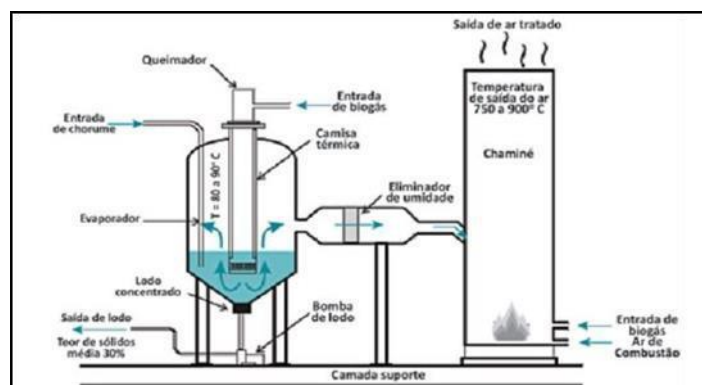 Saída de ar tratado
Queimador
Entrada
de biogás
Temperatura
de saída do ar
750 a 900º C
Entrada
de chorume
Camisa
térmica
Chaminé
T = 80 a 90º C
Eliminador
de umidade
Evaporador
Lodo
concentrado
Bomba
de lodo
Saída de lodo
Teor de sólidos
média 30%
Entrada de
biogás
Ar de
Combustão
Camada suporte